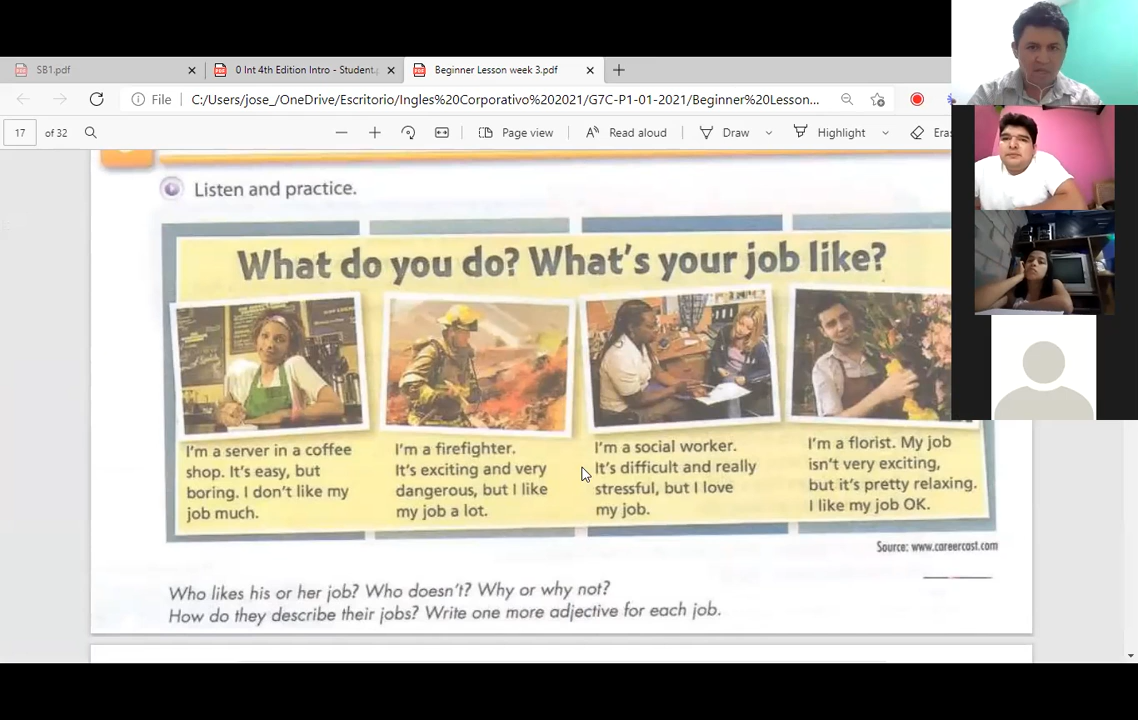 SB1.pdf
0 Int 4th Edition Intro - Student.
Beginner Lesson week 3.pdf
File
C:/Users/jose_/OneDrive/Escritorio/Ingles%20Corporativo%202021/G7C-P1-01-2021/Beginner%20Lesson...
17 of 32
Page view
Read aloud
Draw
Highlight
Eras
Listen and practice.
What do you do? What's your job like?
I'm a server in a coffee
shop. It's easy, but
boring. I don't like my
job much.
I'm a firefighter.
It's exciting and very
dangerous, but I like
my job a lot.
I'm a social worker.
It's difficult and really
stressful, but I love
my job.
I'm a florist. My job
isn't very exciting,
but it's pretty relaxing.
I like my job OK.
Source: www.careercast.com
Who likes his or her job? Who doesn't? Why or why not?
How do they describe their jobs? Write one more adjective for each job.